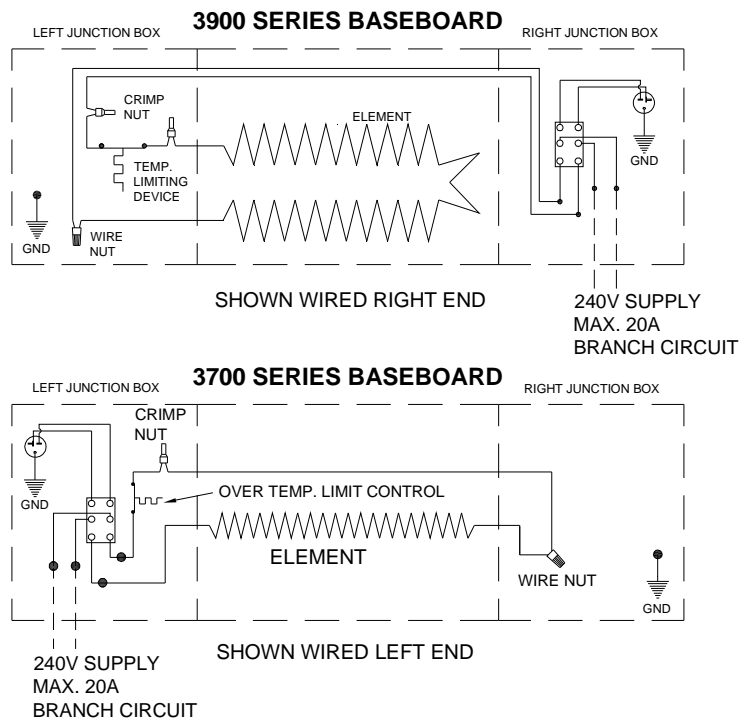 3900 SERIES BASEBOARD
LEFT JUNCTION BOX
RIGHT JUNCTION BOX
CRIMP
NUT
ELEMENT
TEMP.
LIMITING
DEVICE
GND
WIRE
NUT
GND
SHOWN WIRED RIGHT END
240V SUPPLY
MAX. 20A
BRANCH CIRCUIT
3700 SERIES BASEBOARD
LEFT JUNCTION BOX
RIGHT JUNCTION BOX
CRIMP
NUT
OVER TEMP. LIMIT CONTROL
GND
ELEMENT
WIRE NUT
GND
SHOWN WIRED LEFT END
240V SUPPLY
MAX. 20A
BRANCH CIRCUIT